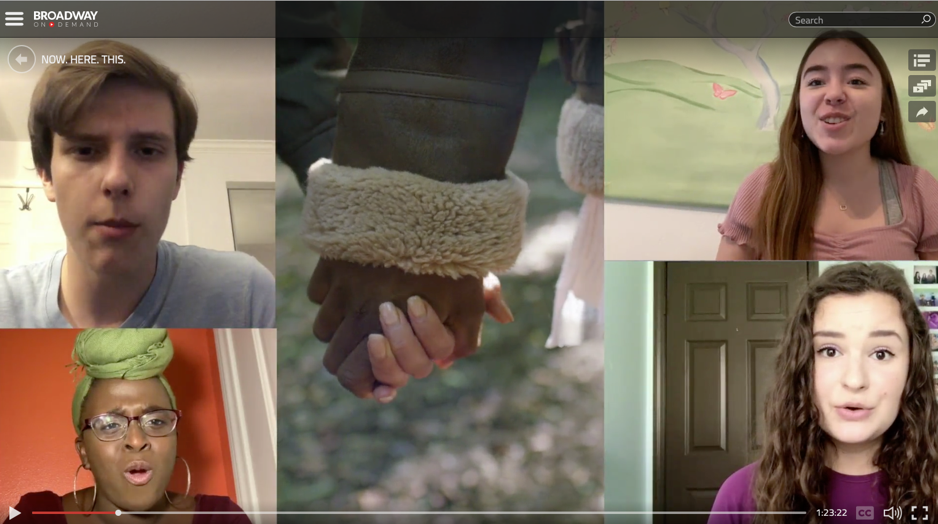 BROADWAY
ON DEMAND
Search
NOW. HERE. THIS.
1:23:22
CC